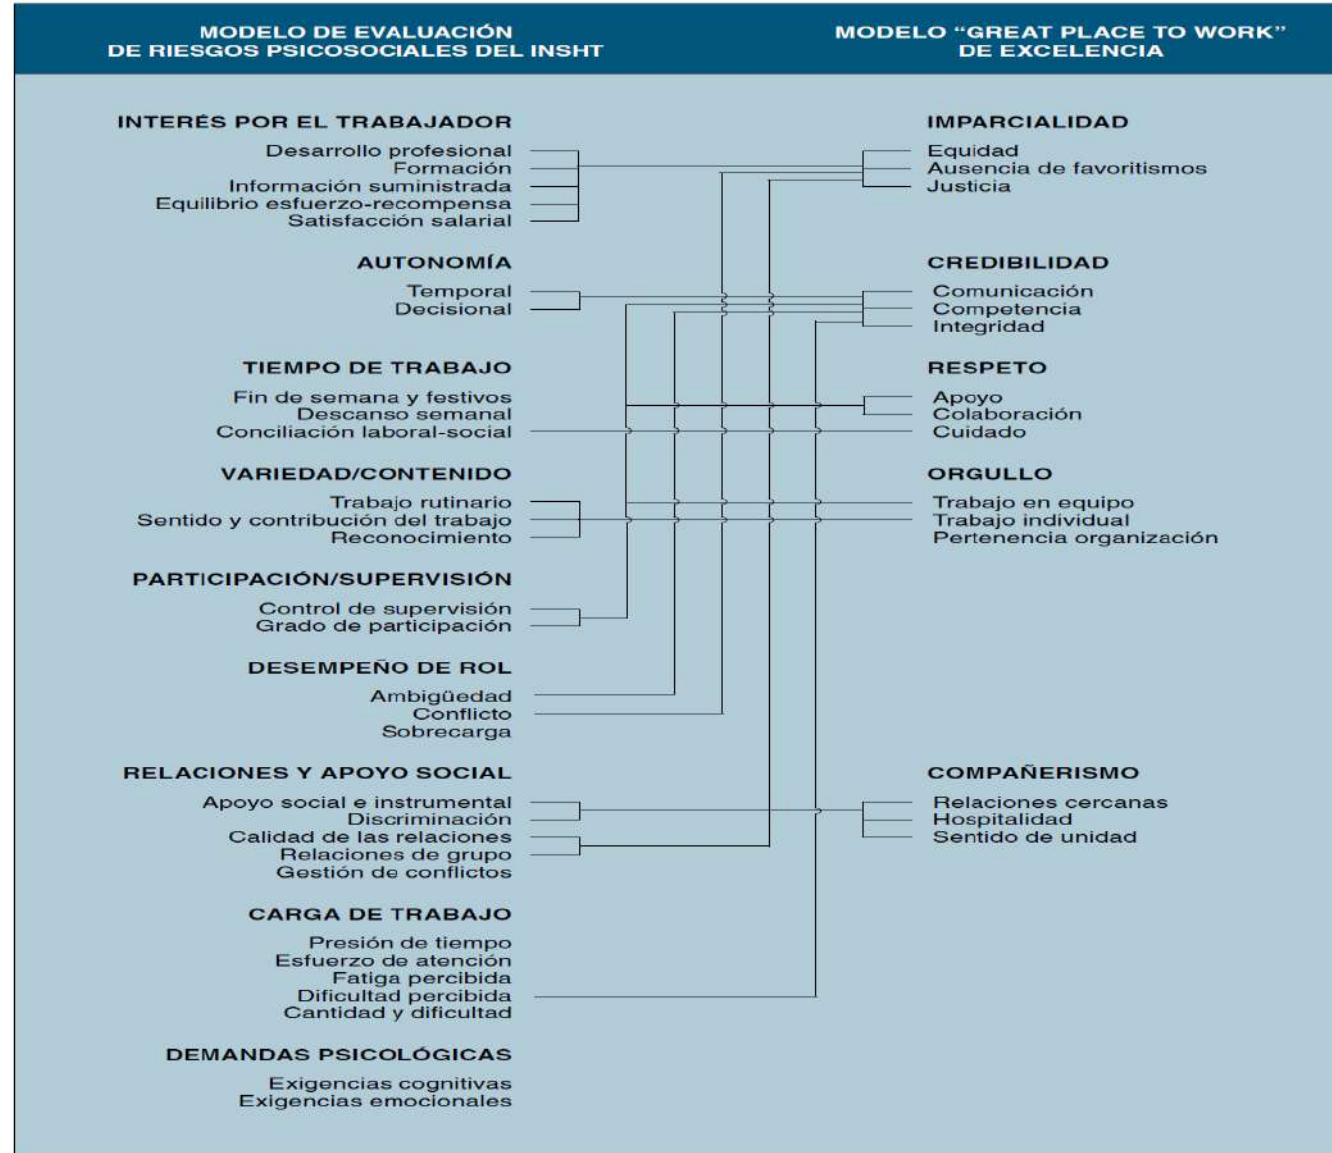 MODELO DE EVALUACIÓN
DE RIESGOS PSICOSOCIALES DEL INSHT
MODELO “GREAT PLACE TO WORK”
DE EXCELENCIA
INTERÉS POR EL TRABAJADOR
Desarrollo profesional
Formación
Información suministrada
Equilibrio esfuerzo-recompensa
Satisfacción salarial
AUTONOMÍA
Temporal
Decisional
TIEMPO DE TRABAJO
Fin de semana y festivos
Descanso semanal
Conciliación laboral-social
VARIEDAD/CONTENIDO
Trabajo rutinario
Sentido y contribución del trabajo
Reconocimiento
PARTICIPACIÓN/SUPERVISIÓN
Control de supervisión
Grado de participación
DESEMPEÑO DE ROL
Ambigüedad
Conflicto
Sobrecarga
RELACIONES Y APOYO SOCIAL
Apoyo social e instrumental
Discriminación
Calidad de las relaciones
Relaciones de grupo
Gestión de conflictos
CARGA DE TRABAJO
Presión de tiempo
Esfuerzo de atención
Fatiga percibida
Dificultad percibida
Cantidad y dificultad
DEMANDAS PSICOLÓGICAS
Exigencias cognitivas
Exigencias emocionales
IMPARCIALIDAD
Equidad
Ausencia de favoritismos
Justicia
CREDIBILIDAD
Comunicación
Competencia
Integridad
RESPETO
Apoyo
Colaboración
Cuidado
ORGULLO
Trabajo en equipo
Trabajo individual
Pertenencia organización
COMPAÑERISMO
Relaciones cercanas
Hospitalidad
Sentido de unidad